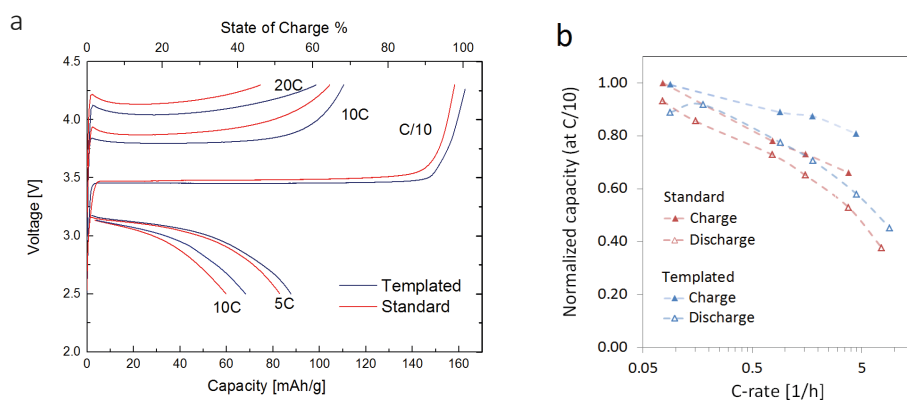 a
State of Charge %
0 20 40 60 80 100
4.5
4.0
3.5
3.0
2.5
2.0
Voltage [V]
20C
10C
C/10
10C
5C
Templated
Standard
0 20 40 60 80 100 120 140 160
Capacity [mAh/g]
b
Normalized capacity (at C/10)
1.00
0.80
0.60
0.40
0.20
0.00
Standard
Charge
Discharge
Templated
Charge
Discharge
0.05 0.5 5
C-rate [1/h]